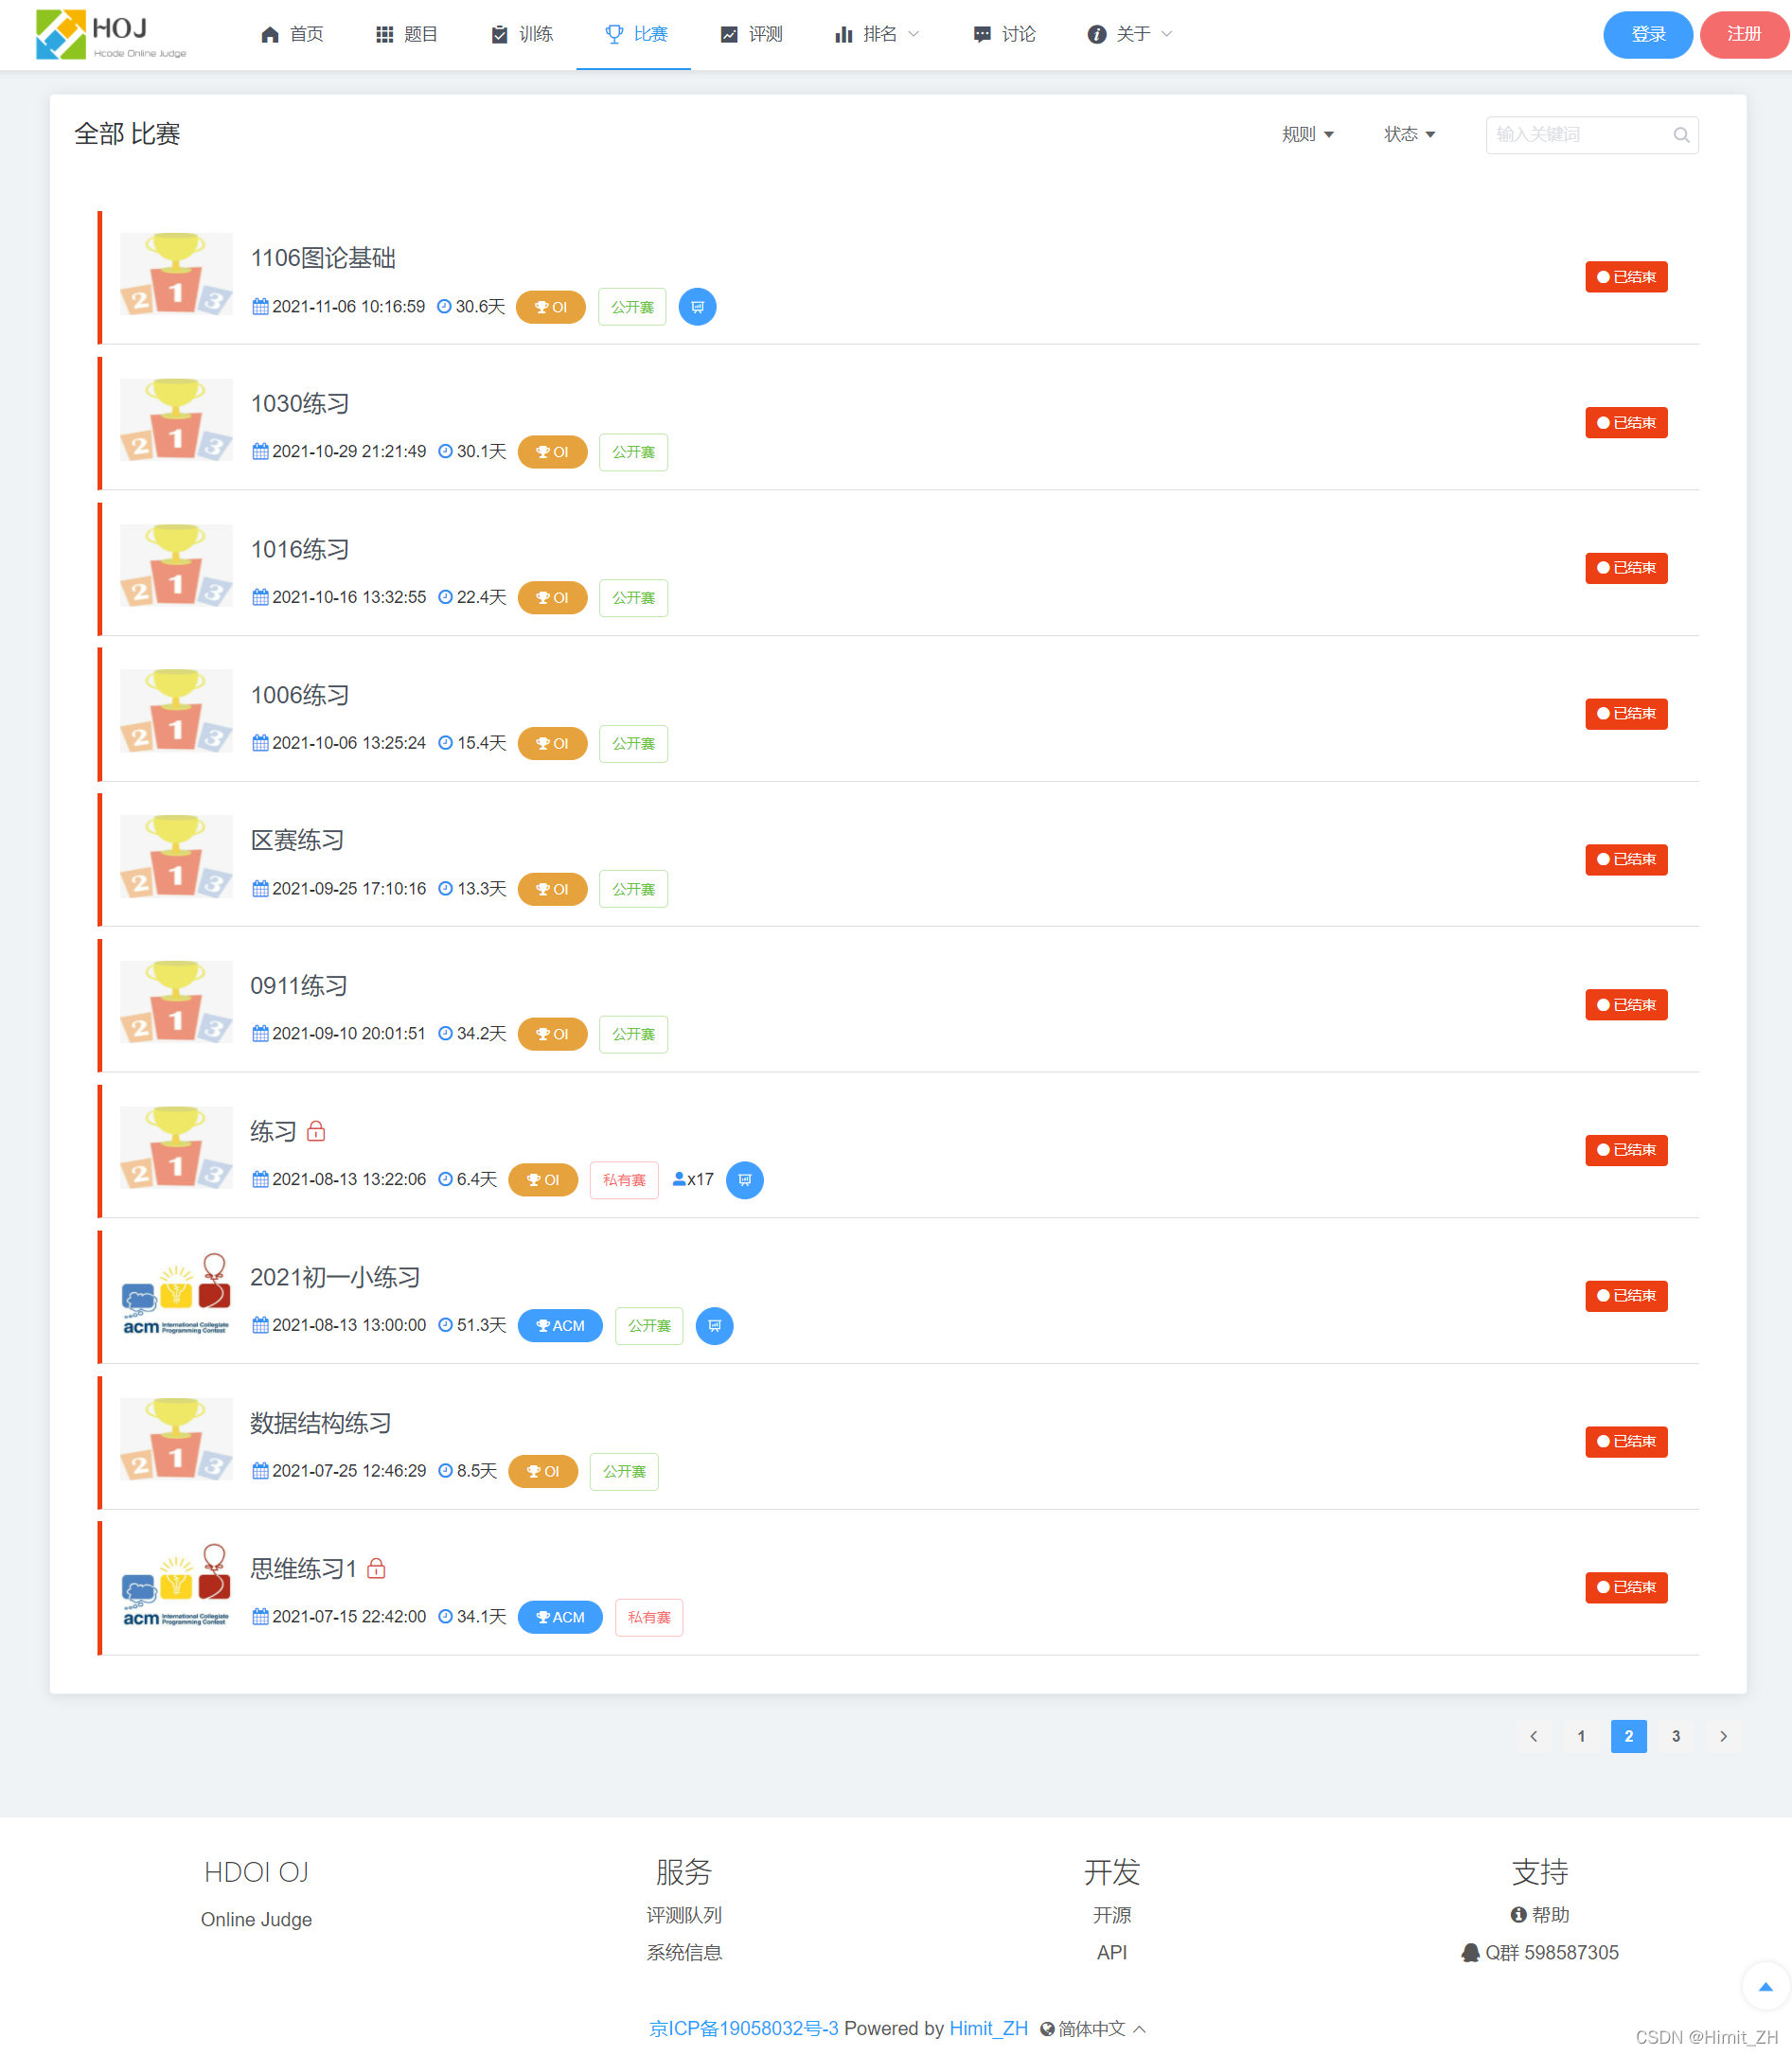 HOJ
Hcode Online Judge
首页 题目 训练 比赛 评测 排名 讨论 关于
登录 注册
全部 比赛
规则 状态 输入关键词
1106图论基础
2021-11-06 10:16:59 30.6天 OI 公开赛
已结束
1030练习
2021-10-29 21:21:49 30.1天 OI 公开赛
已结束
1016练习
2021-10-16 13:32:55 22.4天 OI 公开赛
已结束
1006练习
2021-10-06 13:25:24 15.4天 OI 公开赛
已结束
区赛练习
2021-09-25 17:10:16 13.3天 OI 公开赛
已结束
0911练习
2021-09-10 20:01:51 34.2天 OI 公开赛
已结束
练习
2021-08-13 13:22:06 6.4天 OI 私有赛 x17
已结束
acm International Collegiate Programming Contest
2021初一小练习
2021-08-13 13:00:00 51.3天 ACM 公开赛
已结束
数据结构练习
2021-07-25 12:46:29 8.5天 OI 公开赛
已结束
acm International Collegiate Programming Contest
思维练习1
2021-07-15 22:42:00 34.1天 ACM 私有赛
已结束
1 2 3
HDOI OJ
Online Judge
服务
评测队列
系统信息
开发
开源
API
支持
帮助
Q群 598587305
京ICP备19058032号-3 Powered by Himit_ZH 简体中文
CSDN @Himit_ZH